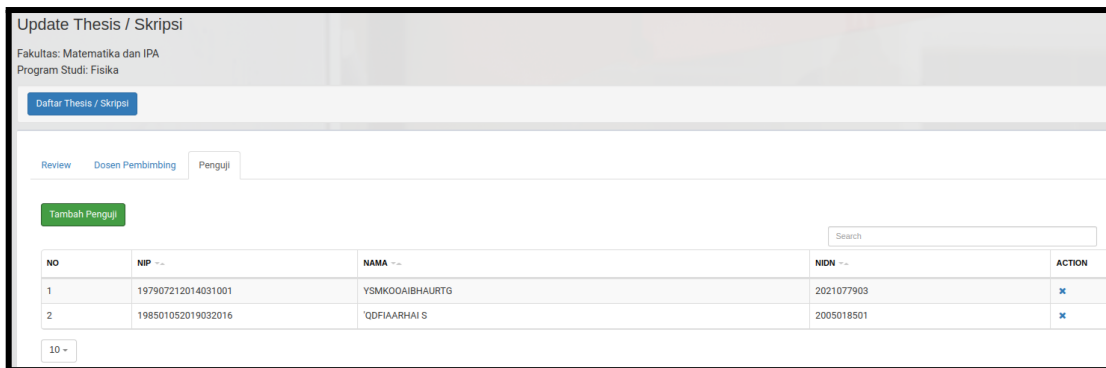 Update Thesis / Skripsi
Fakultas: Matematika dan IPA
Program Studi: Fisika
Daftar Thesis / Skripsi
Review Dosen Pembimbing Penguji
Tambah Penguji
Search
NO NIP NAMA NIDN ACTION
1 197907212014031001 YSMKOOAIBHAURTG 2021077903
2 198501052019032016 'QDFIAARHAI S 2005018501
10